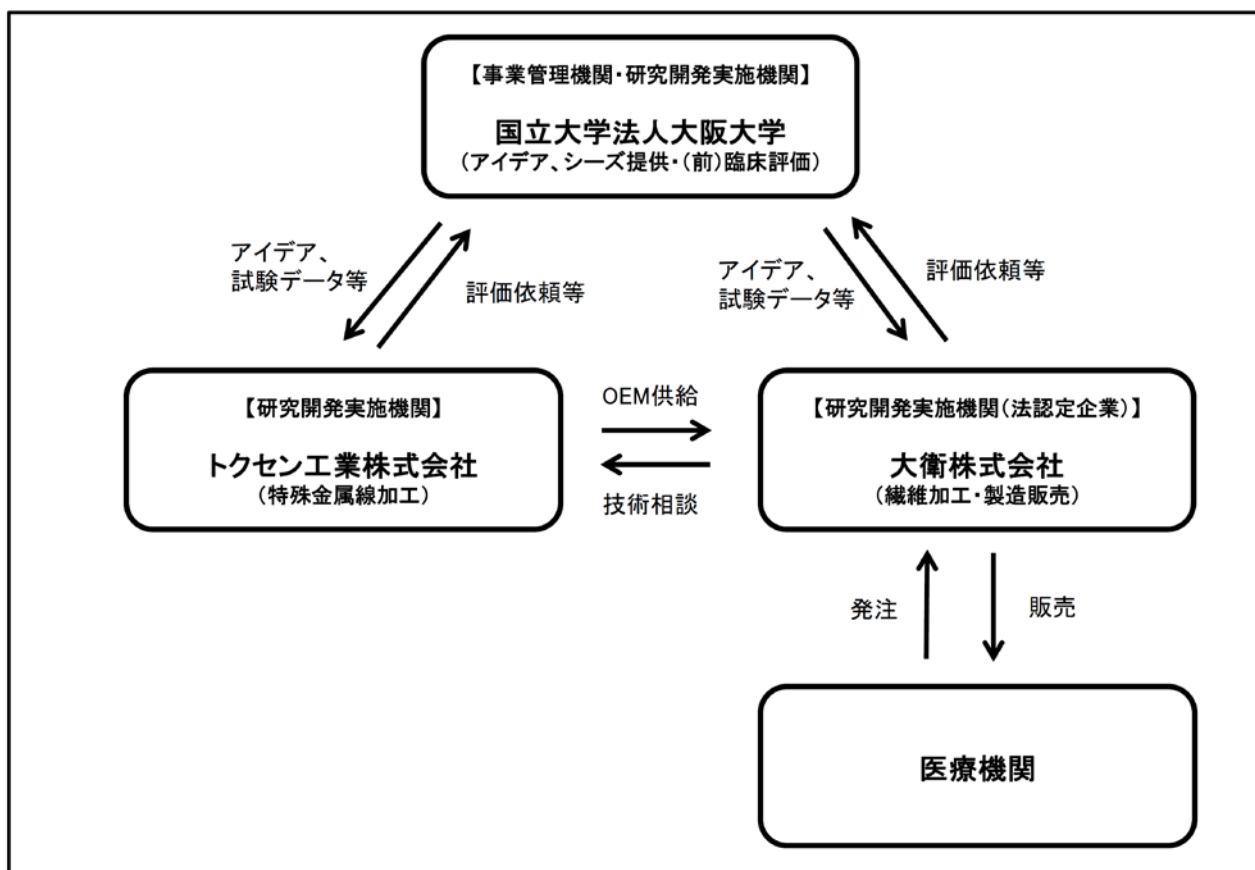 【事業管理機関・研究開発実施機関】
国立大学法人大阪大学
(アイデア、シーズ提供・(前)臨床評価)
アイデア、
試験データ等
評価依頼等
アイデア、
試験データ等
評価依頼等
【研究開発実施機関】
トクセン工業株式会社
(特殊金属線加工)
OEM供給
技術相談
【研究開発実施機関(法認定企業)】
大衛株式会社
(繊維加工・製造販売)
発注
販売
医療機関